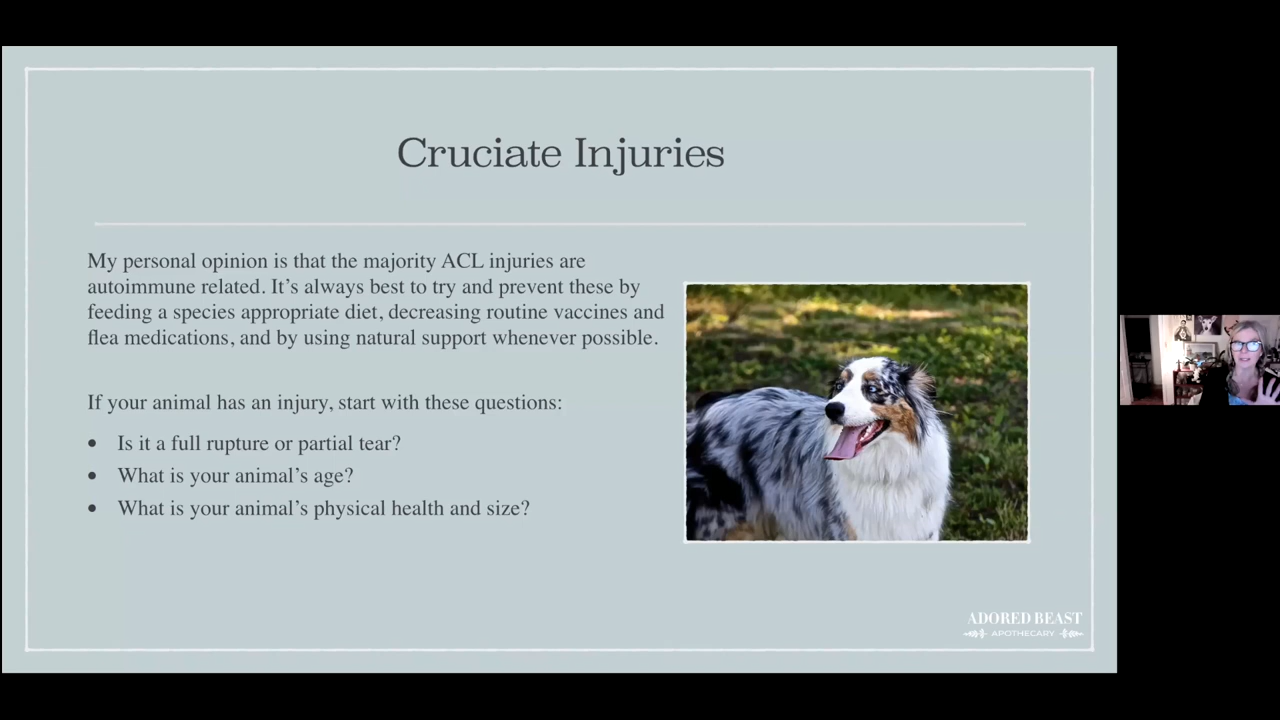 Cruciate Injuries
My personal opinion is that the majority ACL injuries are
autoimmune related. It’s always best to try and prevent these by
feeding a species appropriate diet, decreasing routine vaccines and
flea medications, and by using natural support whenever possible.
If your animal has an injury, start with these questions:
• Is it a full rupture or partial tear?
• What is your animal’s age?
• What is your animal’s physical health and size?
ADORED BEAST
APOTHECARY